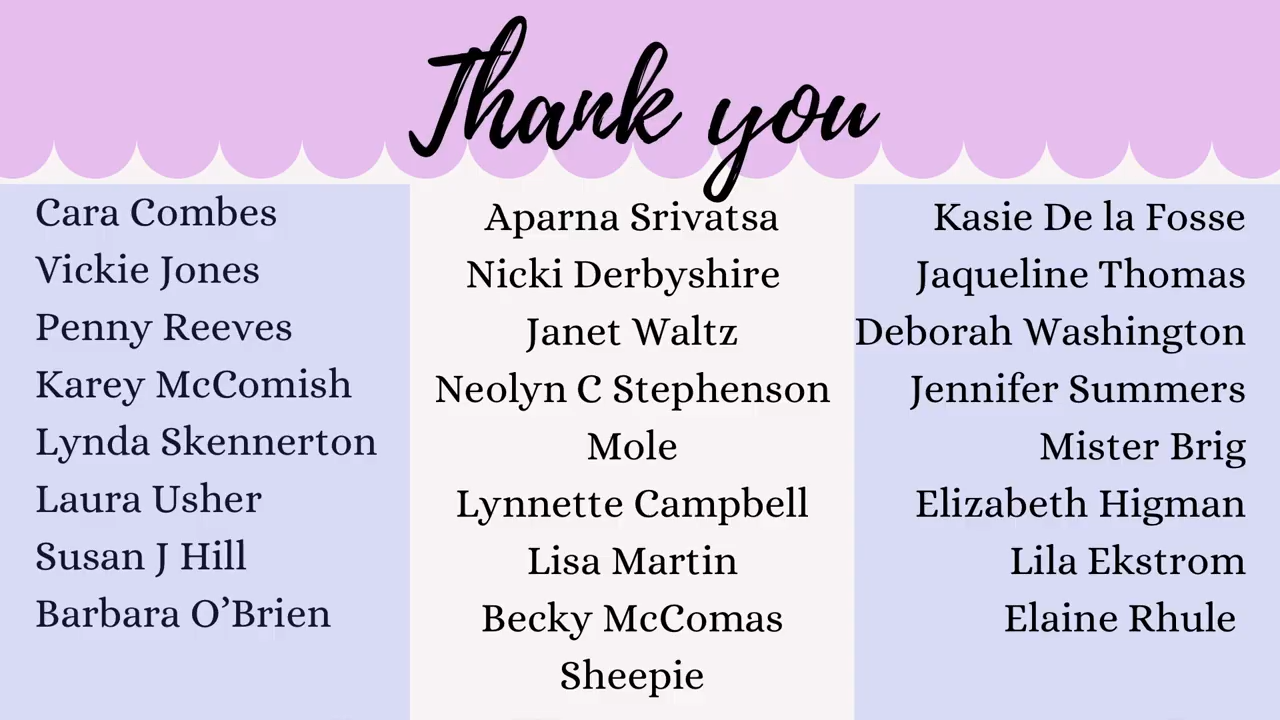 Thank you
Cara Combes
Vickie Jones
Penny Reeves
Karey McComish
Lynda Skennerton
Laura Usher
Susan J Hill
Barbara O’Brien
Aparna Srivatsa
Nicki Derbyshire
Janet Waltz
Neolyn C Stephenson
Mole
Lynnette Campbell
Lisa Martin
Becky McComas
Sheepie
Kasie De la Fosse
Jaqueline Thomas
Deborah Washington
Jennifer Summers
Mister Brig
Elizabeth Higman
Lila Ekstrom
Elaine Rhule